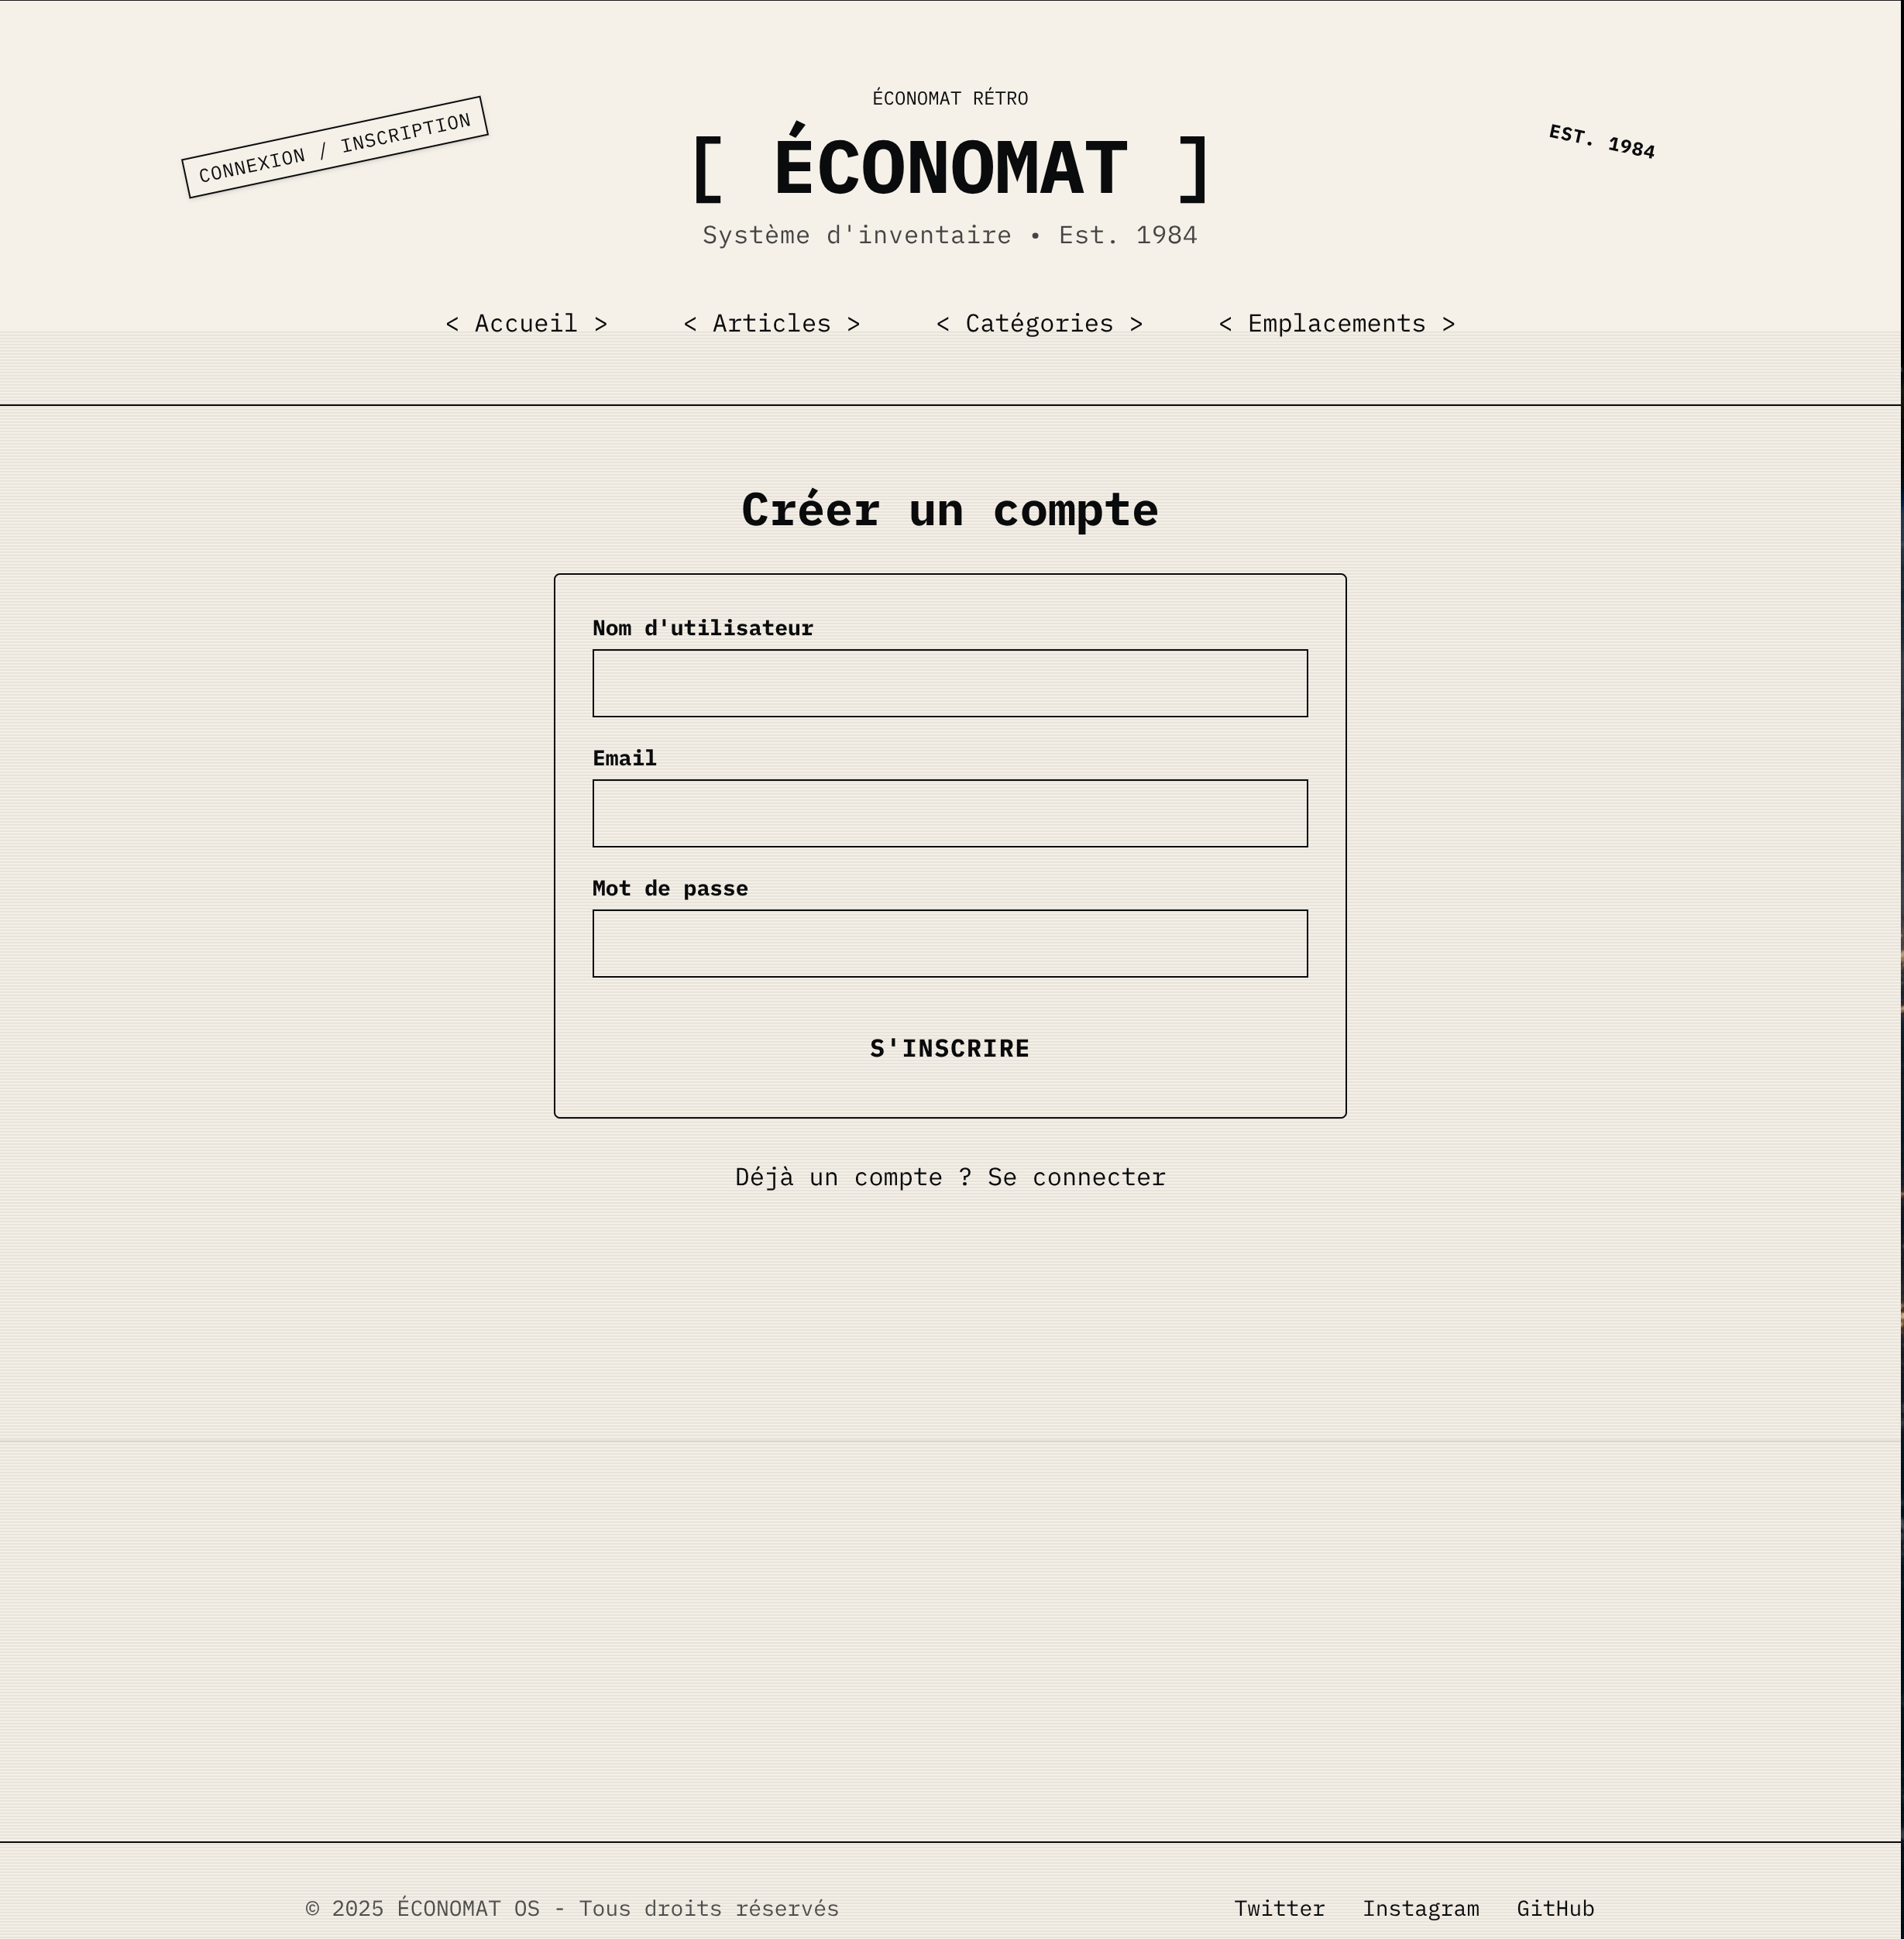 ÉCONOMAT RÉTRO
CONNEXION / INSCRIPTION
[ ÉCONOMAT ]
EST. 1984
Système d'inventaire • Est. 1984
< Accueil > < Articles > < Catégories > < Emplacements >
Créer un compte
Nom d'utilisateur
Email
Mot de passe
S'INSCRIRE
Déjà un compte ? Se connecter
© 2025 ÉCONOMAT OS - Tous droits réservés
Twitter Instagram GitHub